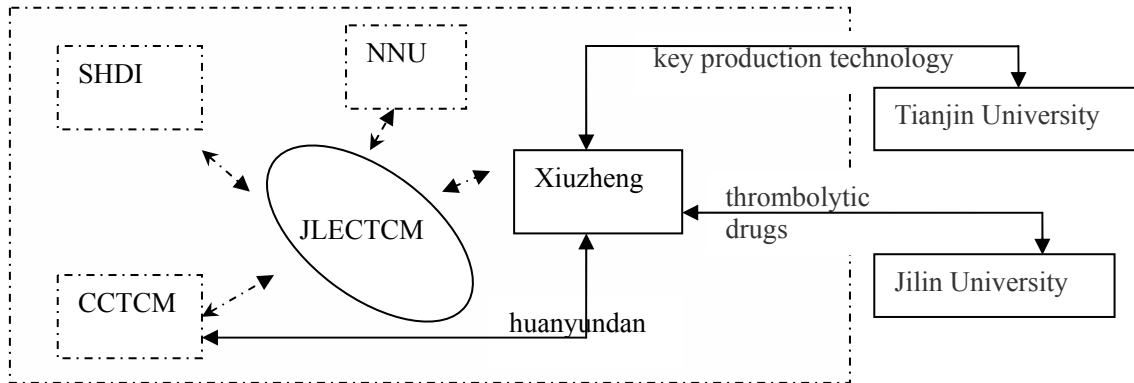 SHDI
NNU
key production technology
Tianjin University
Xiuzheng
thrombolytic
drugs
JLECTCM
Jilin University
CCTCM
huanyundan